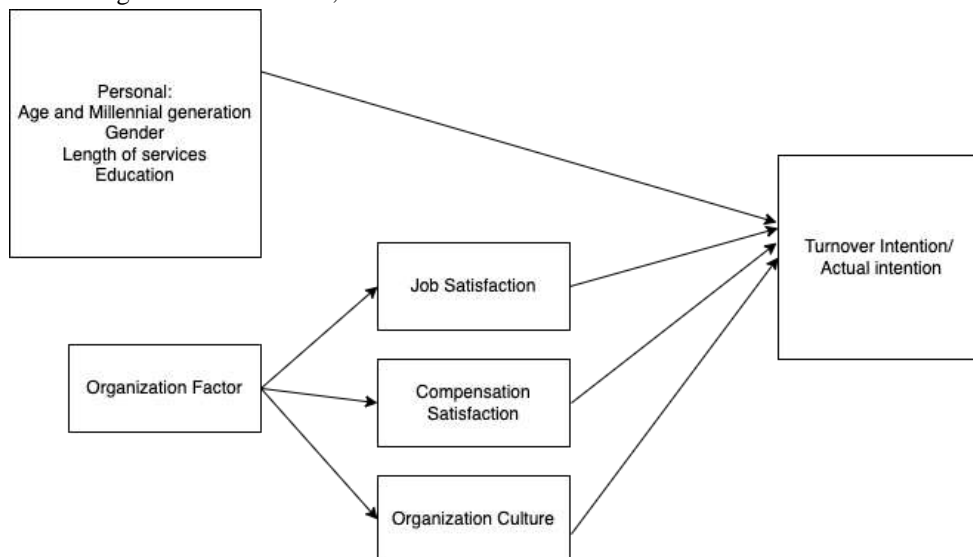 Personal:
Age and Millennial generation
Gender
Length of services
Education
Turnover Intention/
Actual intention
Job Satisfaction
Organization Factor
Compensation
Satisfaction
Organization Culture